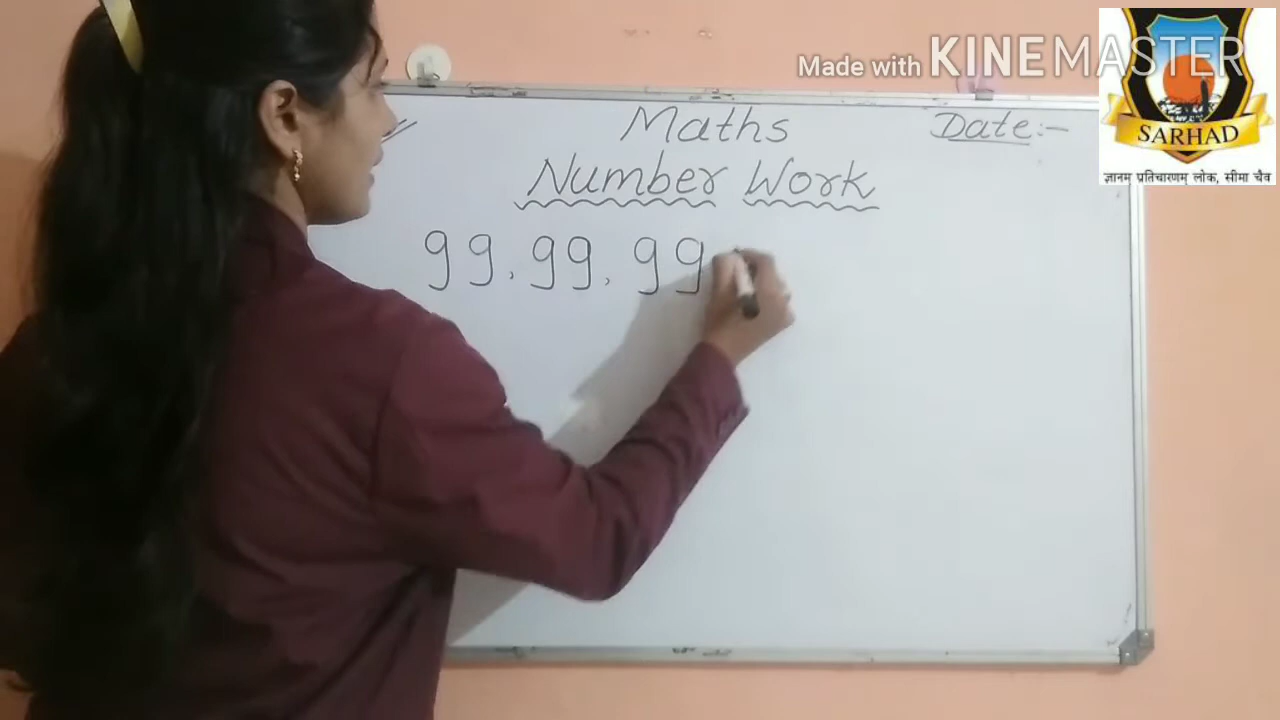 Made with KINEMASTER
SARHAD
ज्ञानम् प्रतिचारणम् लोक, सीमा चैव
Maths
Date:-
Number Work
99, 99, 99